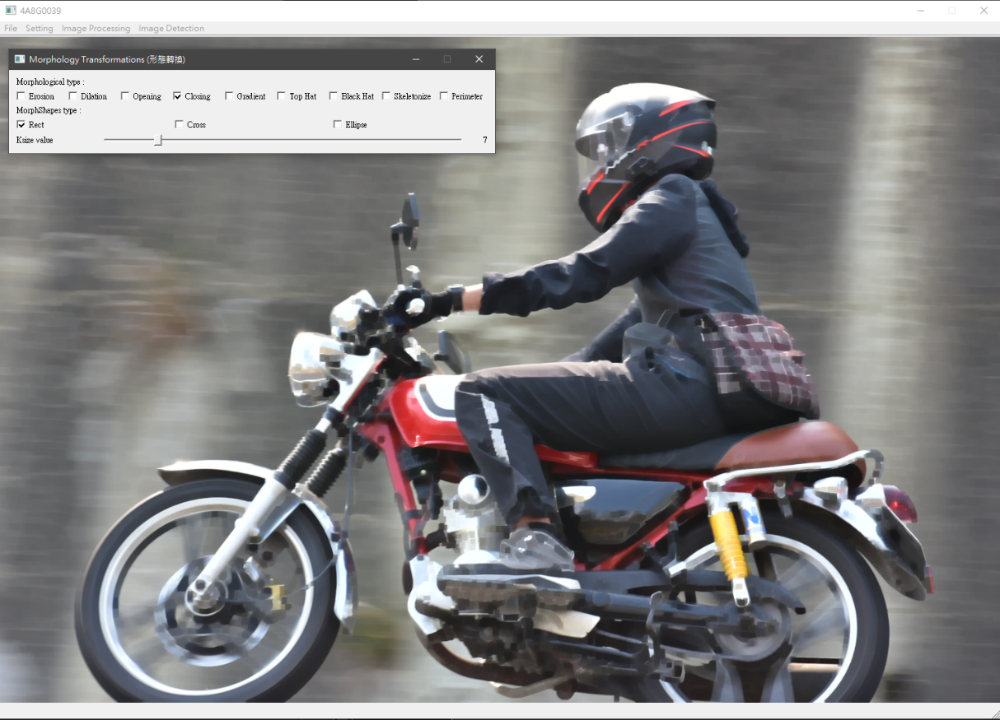 4A8G0039
File Setting Image Processing Image Detection
Morphology Transformations (形態轉換)
Morphological type :
Erosion Dilation Opening Closing Gradient Top Hat Black Hat Skeletonize Perimeter
MorphShapes type :
Rect Cross Ellipse
Ksize value 7